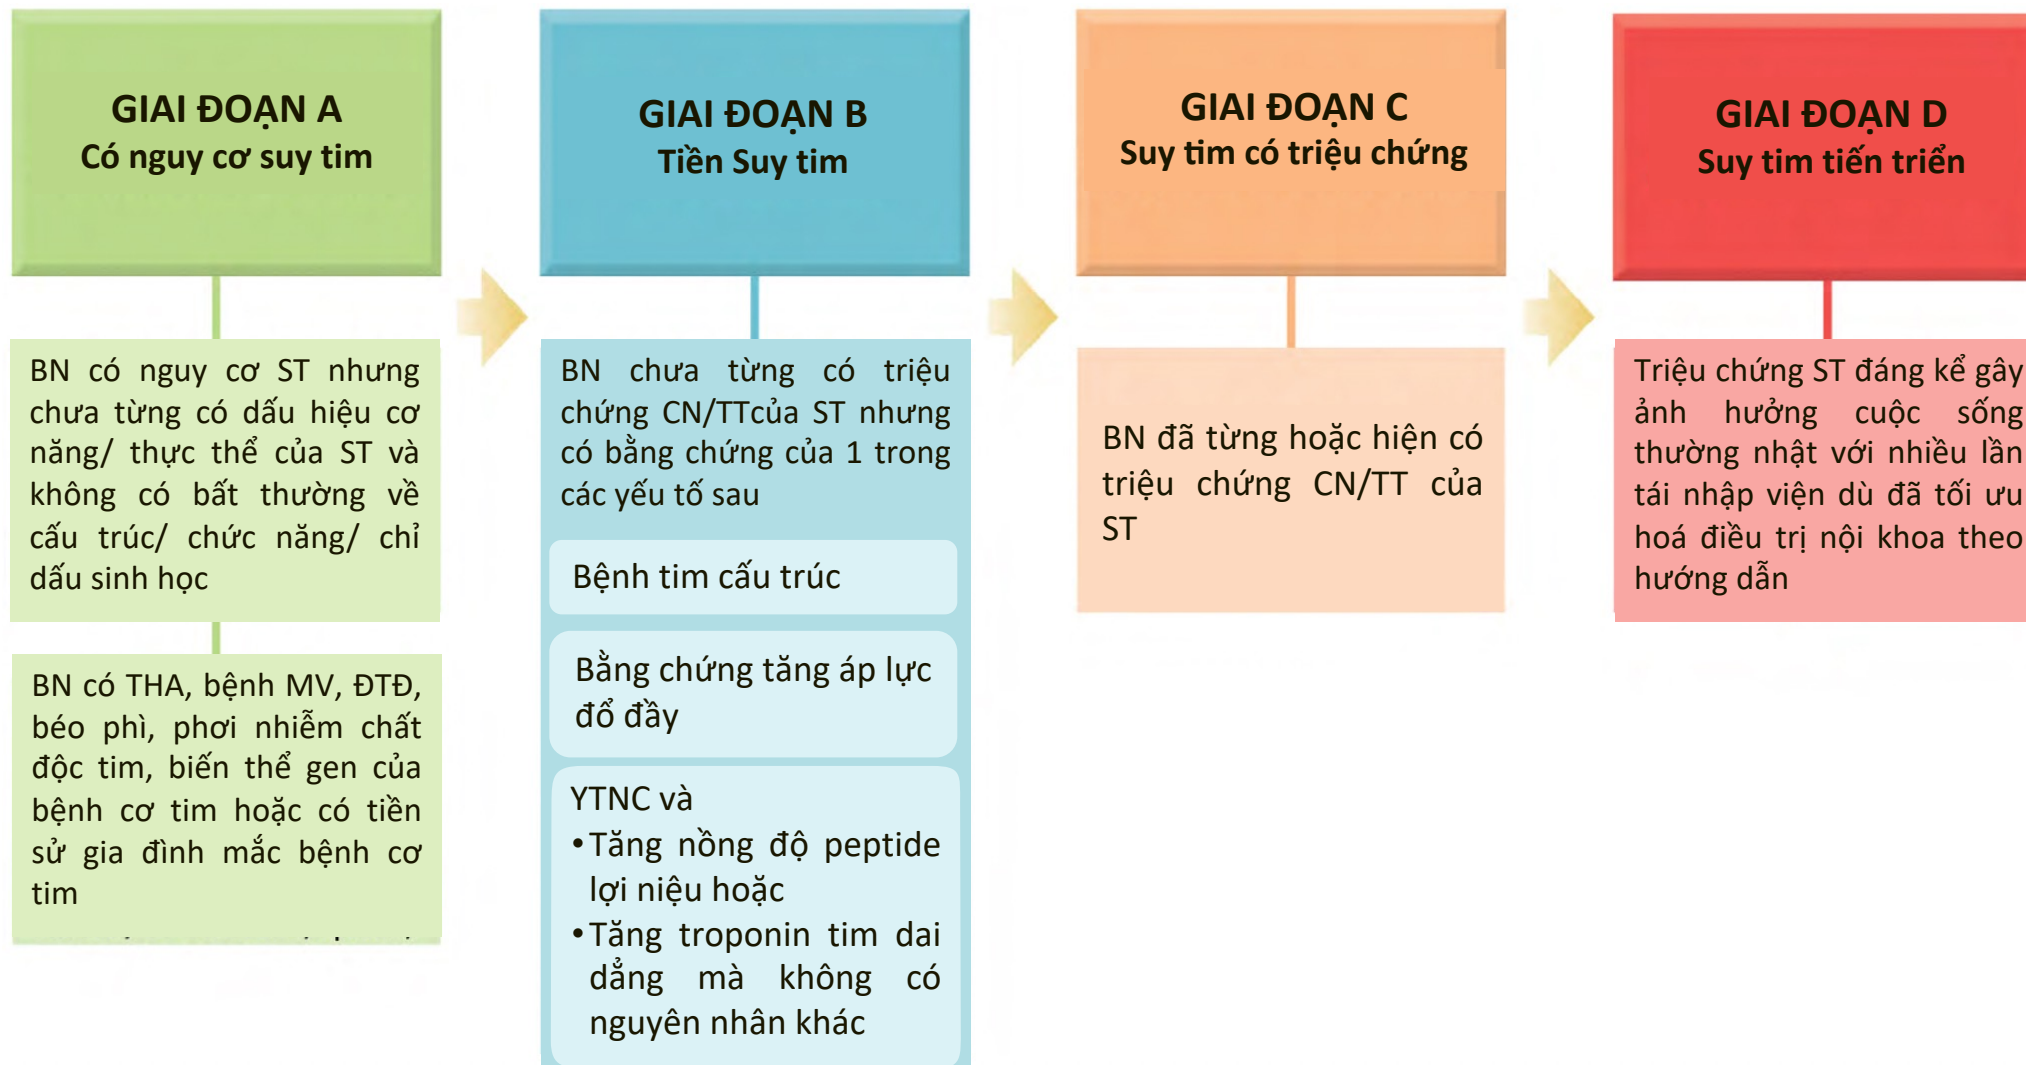 GIAI ĐOẠN A
Có nguy cơ suy tim
BN có nguy cơ ST nhưng
chưa từng có dấu hiệu cơ
năng/ thực thể của ST và
không có bất thường về
cấu trúc/ chức năng/ chỉ
dấu sinh học
BN có THA, bệnh MV, ĐTĐ,
béo phì, phơi nhiễm chất
độc tim, biến thể gen của
bệnh cơ tim hoặc có tiền
sử gia đình mắc bệnh cơ
tim
GIAI ĐOẠN B
Tiền Suy tim
BN chưa từng có triệu
chứng CN/TTcủa ST nhưng
có bằng chứng của 1 trong
các yếu tố sau
Bệnh tim cấu trúc
Bằng chứng tăng áp lực
đổ đầy
YTNC và
•Tăng nồng độ peptide
lợi niệu hoặc
•Tăng troponin tim dai
dẳng mà không có
nguyên nhân khác
GIAI ĐOẠN C
Suy tim có triệu chứng
BN đã từng hoặc hiện có
triệu chứng CN/TT của
ST
GIAI ĐOẠN D
Suy tim tiến triển
Triệu chứng ST đáng kể gây
ảnh hưởng cuộc sống
thường nhật với nhiều lần
tái nhập viện dù đã tối ưu
hoá điều trị nội khoa theo
hướng dẫn